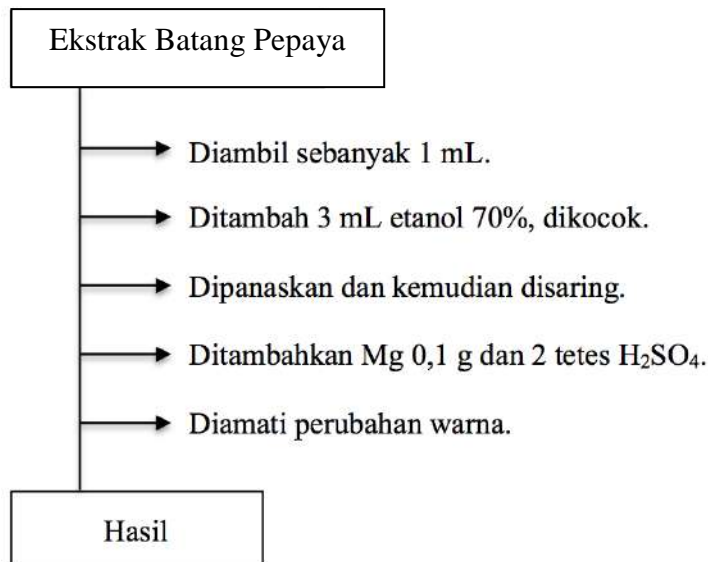 Ekstrak Batang Pepaya
Diambil sebanyak 1 mL.
Ditambah 3 mL etanol 70%, dikocok.
Dipanaskan dan kemudian disaring.
Ditambahkan Mg 0,1 g dan 2 tetes H₂SO₄.
Diamati perubahan warna.
Hasil